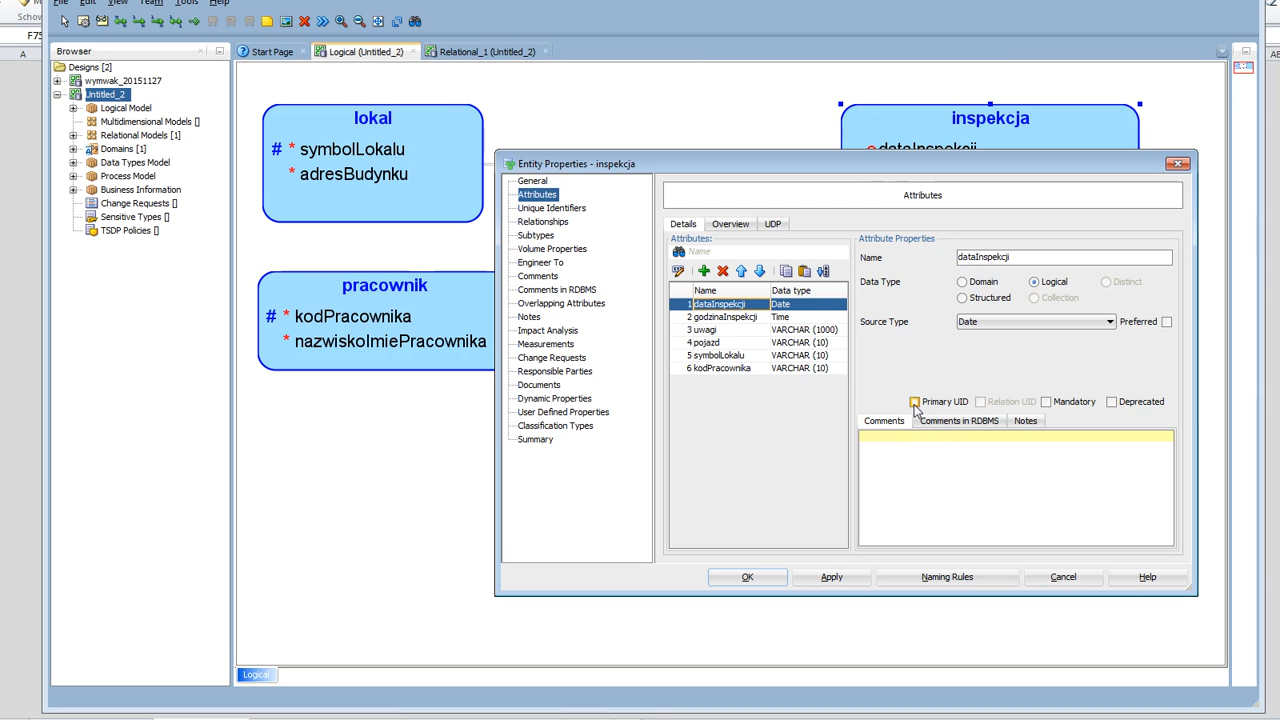 File Edit View Team Tools Help
Schow
F75
A
AB
Browser
Start Page
Logical (Untitled_2)
Relational_1 (Untitled_2)
Designs [2]
wymwak_20151127
Untitled_2
Logical Model
Multidimensional Models []
Relational Models [1]
Domains [1]
Data Types Model
Process Model
Business Information
Change Requests []
Sensitive Types []
TSDP Policies []
lokal
# * symbolLokalu
* adresBudynku
pracownik
# * kodPracownika
* nazwiskoImiePracownika
inspekcja
o dataInspekcji
Entity Properties - inspekcja
General
Attributes
Unique Identifiers
Relationships
Subtypes
Volume Properties
Engineer To
Comments
Comments in RDBMS
Overlapping Attributes
Notes
Impact Analysis
Measurements
Change Requests
Responsible Parties
Documents
Dynamic Properties
User Defined Properties
Classification Types
Summary
Attributes
Details Overview UDP
Attributes:
Name
Name Data type
1 dataInspekcji Date
2 godzinaInspekcji Time
3 uwagi VARCHAR (1000)
4 pojazd VARCHAR (10)
5 symbolLokalu VARCHAR (10)
6 kodPracownika VARCHAR (10)
Attribute Properties
Name dataInspekcji
Data Type Domain Logical Distinct
Structured Collection
Source Type Date Preferred
Primary UID Relation UID Mandatory Deprecated
Comments Comments in RDBMS Notes
OK Apply Naming Rules Cancel Help
Logical